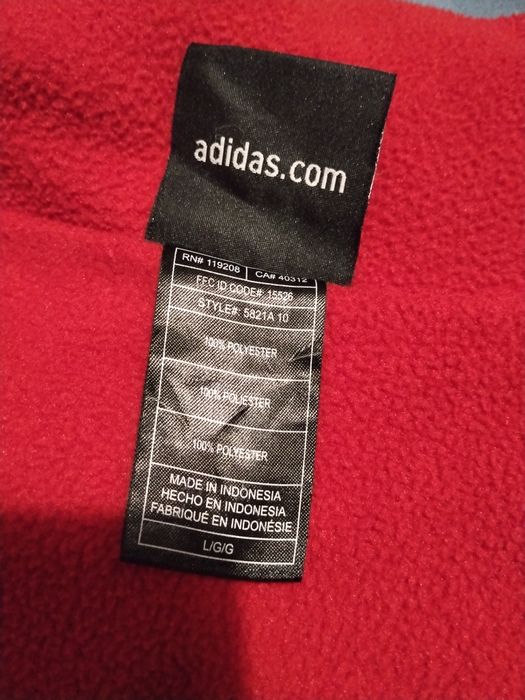 adidas.com
RN# 119208 CA# 40312
FFC ID CODE#: 15526
STYLE#: 5821A 10
100% POLYESTER
100% POLYESTER
100% POLYESTER
MADE IN INDONESIA
HECHO EN INDONESIA
FABRIQUÉ EN INDONÉSIE
L/G/G